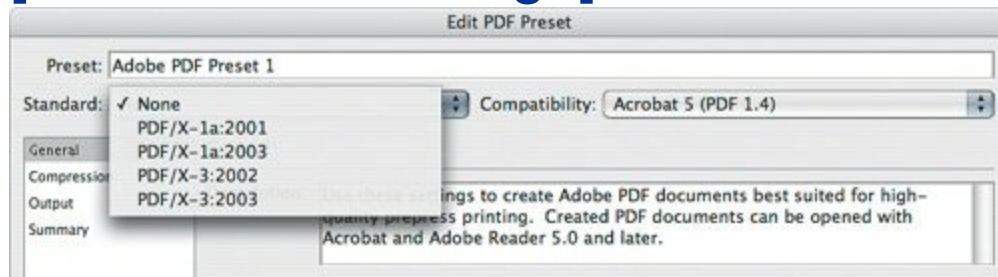 Edit PDF Preset
Preset: Adobe PDF Preset 1
Standard: ✓ None
Compatibility: Acrobat 5 (PDF 1.4)
PDF/X-1a:2001
PDF/X-1a:2003
PDF/X-3:2002
PDF/X-3:2003
General
Compression
Output
Summary
Use these settings to create Adobe PDF documents best suited for high-
quality prepress printing. Created PDF documents can be opened with
Acrobat and Adobe Reader 5.0 and later.